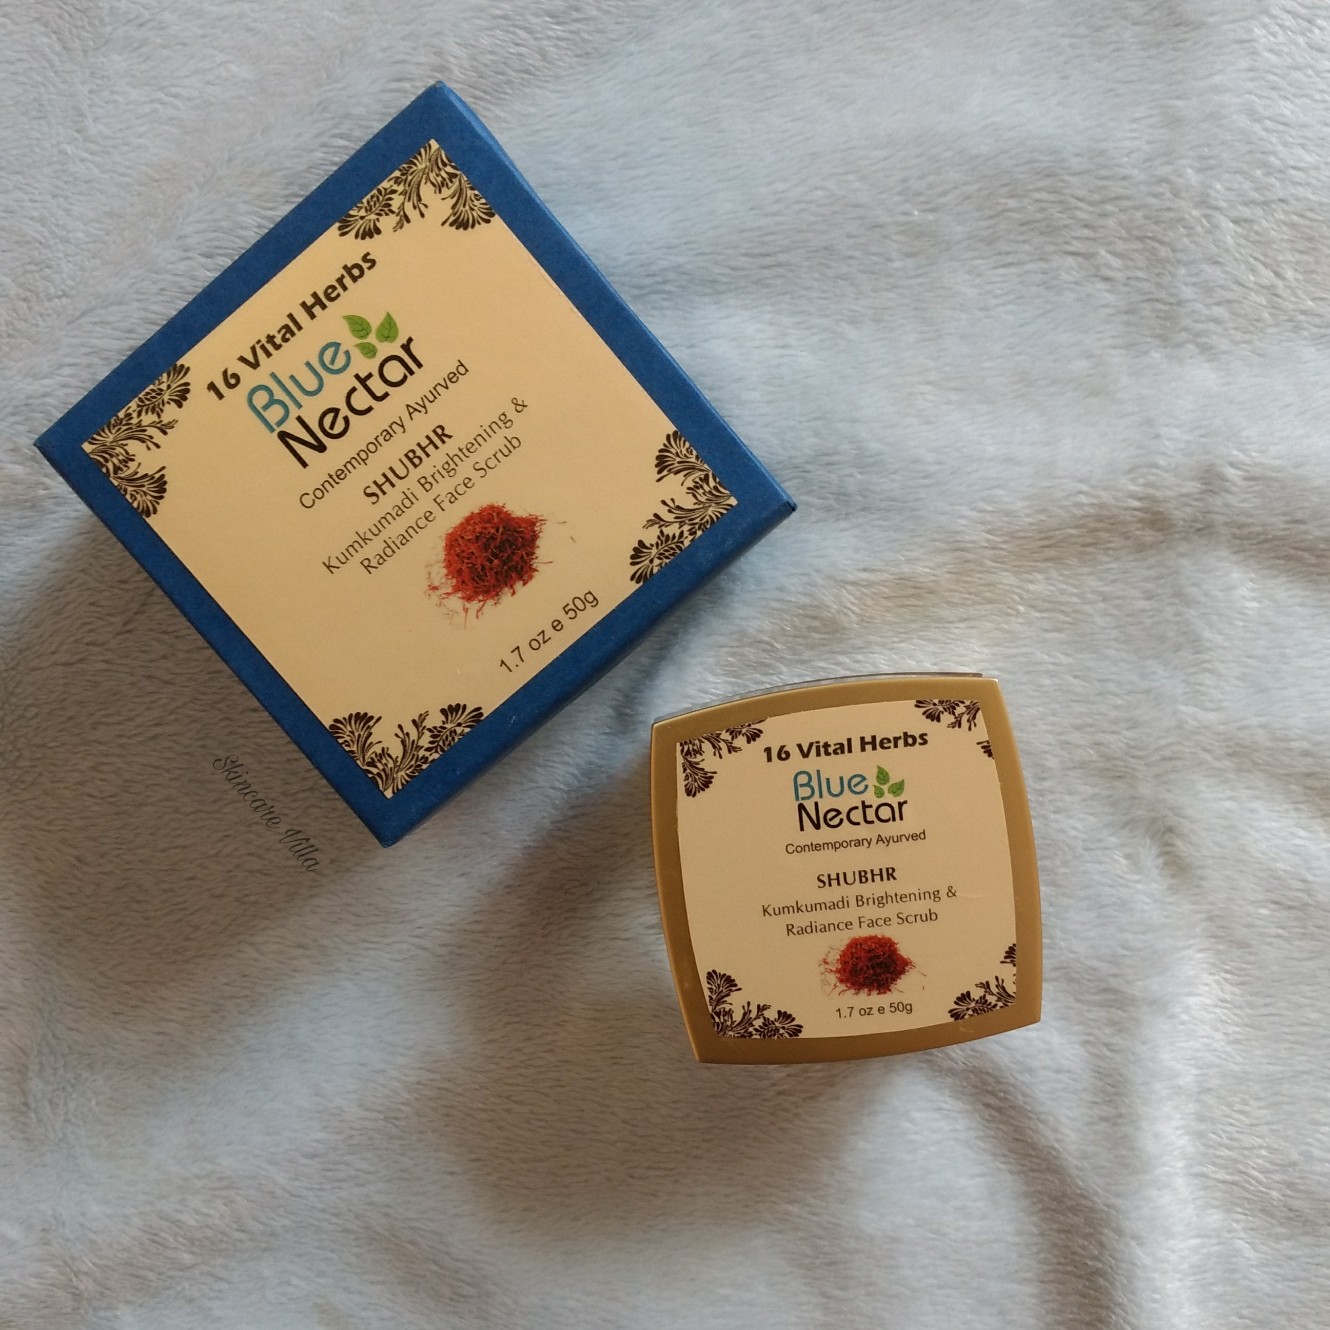 16 Vital Herbs
Blue
Nectar
Contemporary Ayurved
SHUBHR
Kumkumadi Brightening &
Radiance Face Scrub
1.7 oz e 50g
Skincare Villa
16 Vital Herbs
Blue
Nectar
Contemporary Ayurved
SHUBHR
Kumkumadi Brightening &
Radiance Face Scrub
1.7 oz e 50g